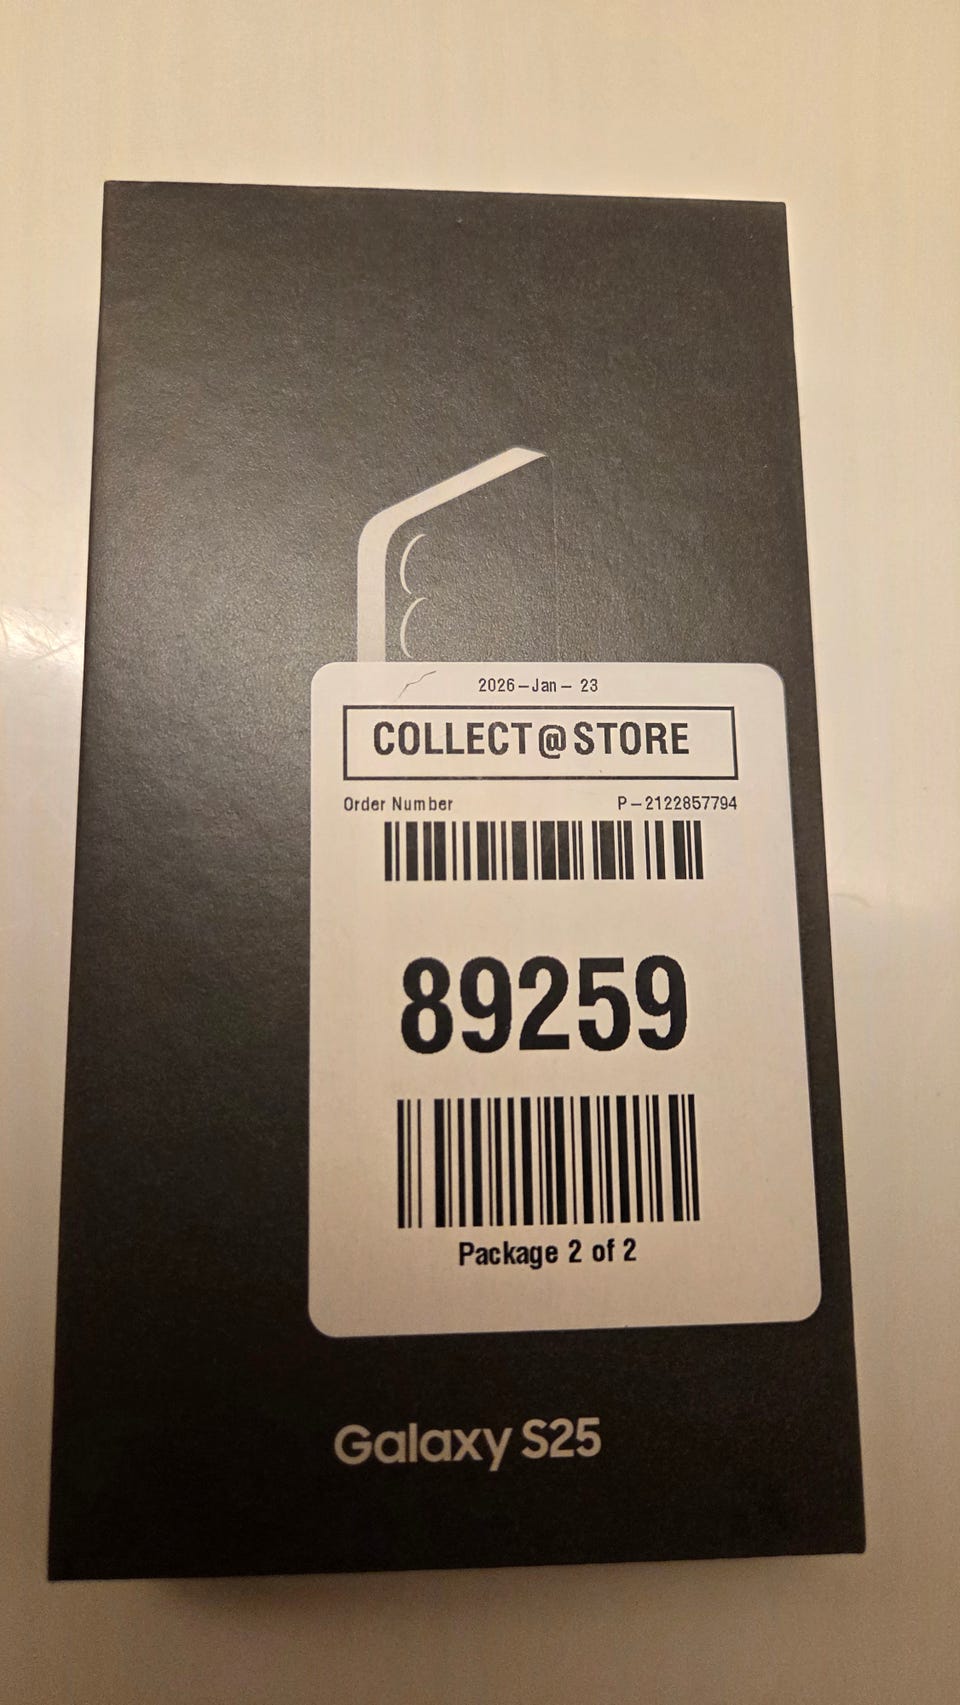 2026-Jan- 23
COLLECT@STORE
Order Number P-2122857794
89259
Package 2 of 2
Galaxy S25